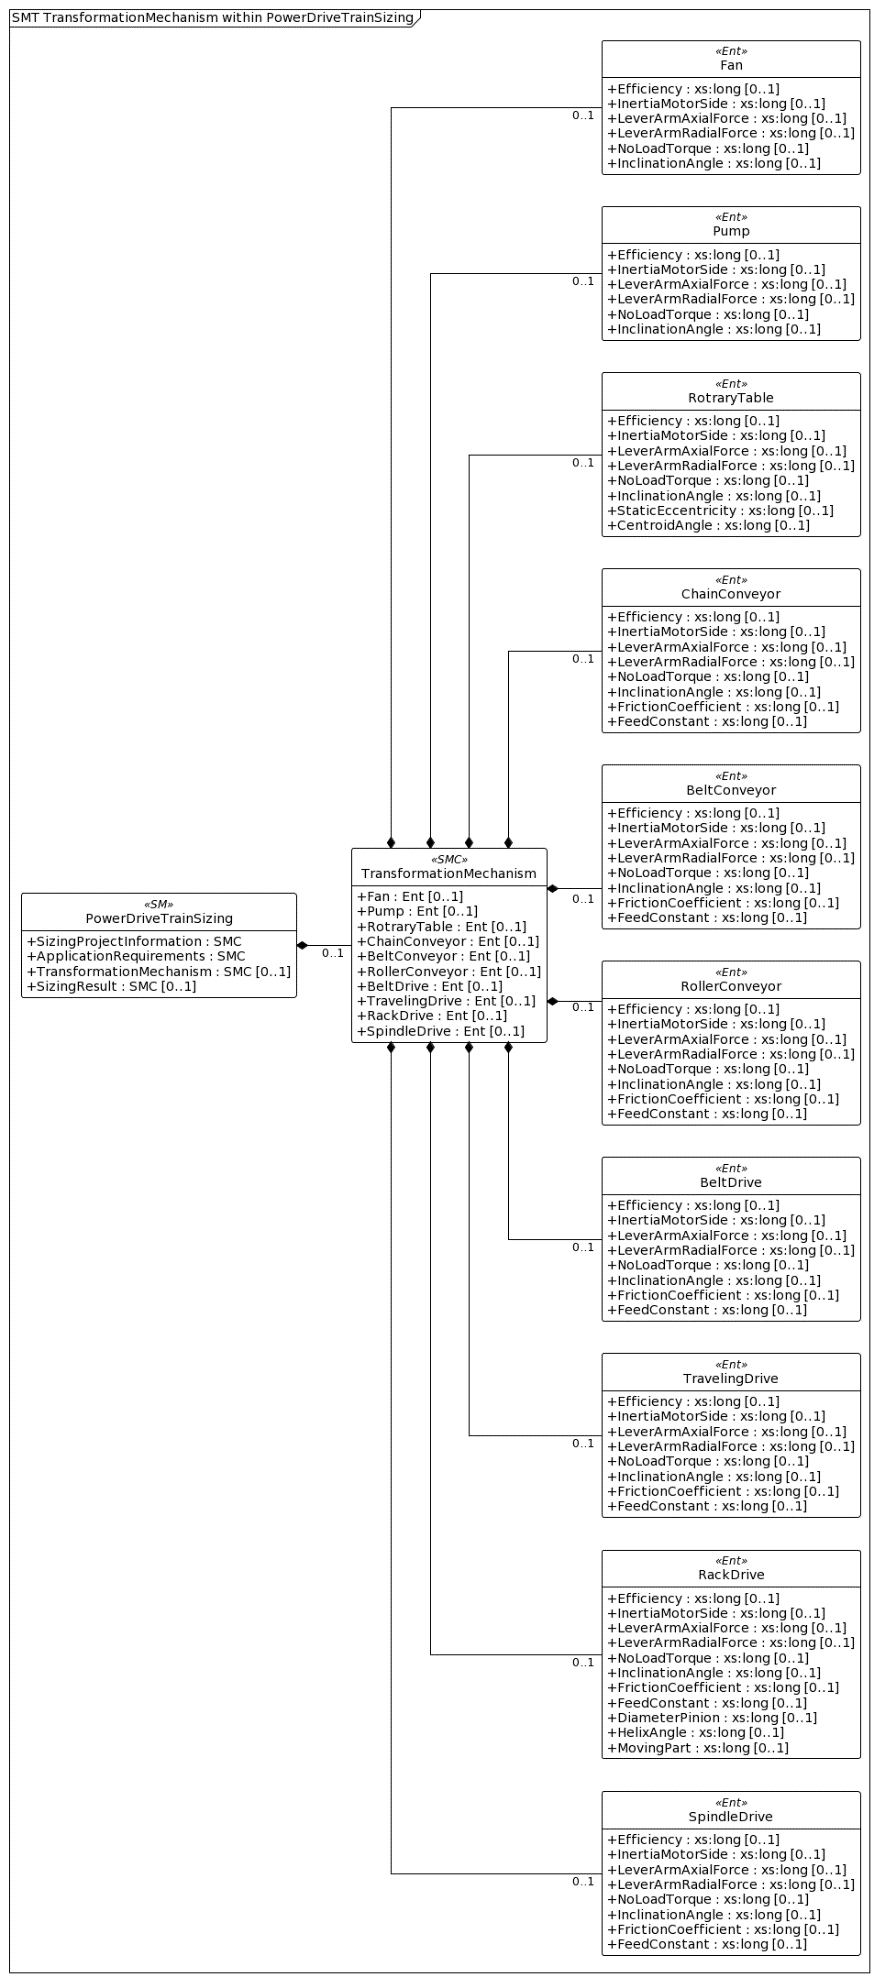 SMT TransformationMechanism within PowerDriveTrainSizing
«Ent»
Fan
+Efficiency : xs:long [0..1]
+InertiaMotorSide : xs:long [0..1]
+LeverArmAxialForce : xs:long [0..1]
+LeverArmRadialForce : xs:long [0..1]
+NoLoadTorque : xs:long [0..1]
+InclinationAngle : xs:long [0..1]
0..1
«Ent»
Pump
+Efficiency : xs:long [0..1]
+InertiaMotorSide : xs:long [0..1]
+LeverArmAxialForce : xs:long [0..1]
+LeverArmRadialForce : xs:long [0..1]
+NoLoadTorque : xs:long [0..1]
+InclinationAngle : xs:long [0..1]
0..1
«Ent»
RotraryTable
+Efficiency : xs:long [0..1]
+InertiaMotorSide : xs:long [0..1]
+LeverArmAxialForce : xs:long [0..1]
+LeverArmRadialForce : xs:long [0..1]
+NoLoadTorque : xs:long [0..1]
+InclinationAngle : xs:long [0..1]
+StaticEccentricity : xs:long [0..1]
+CentroidAngle : xs:long [0..1]
0..1
«Ent»
ChainConveyor
+Efficiency : xs:long [0..1]
+InertiaMotorSide : xs:long [0..1]
+LeverArmAxialForce : xs:long [0..1]
+LeverArmRadialForce : xs:long [0..1]
+NoLoadTorque : xs:long [0..1]
+InclinationAngle : xs:long [0..1]
+FrictionCoefficient : xs:long [0..1]
+FeedConstant : xs:long [0..1]
0..1
«Ent»
BeltConveyor
+Efficiency : xs:long [0..1]
+InertiaMotorSide : xs:long [0..1]
+LeverArmAxialForce : xs:long [0..1]
+LeverArmRadialForce : xs:long [0..1]
+NoLoadTorque : xs:long [0..1]
+InclinationAngle : xs:long [0..1]
+FrictionCoefficient : xs:long [0..1]
+FeedConstant : xs:long [0..1]
0..1
«SM»
PowerDriveTrainSizing
+SizingProjectInformation : SMC
+ApplicationRequirements : SMC
+TransformationMechanism : SMC [0..1]
+SizingResult : SMC [0..1]
0..1
«SMC»
TransformationMechanism
+Fan : Ent [0..1]
+Pump : Ent [0..1]
+RotraryTable : Ent [0..1]
+ChainConveyor : Ent [0..1]
+BeltConveyor : Ent [0..1]
+RollerConveyor : Ent [0..1]
+BeltDrive : Ent [0..1]
+TravelingDrive : Ent [0..1]
+RackDrive : Ent [0..1]
+SpindleDrive : Ent [0..1]
«Ent»
RollerConveyor
+Efficiency : xs:long [0..1]
+InertiaMotorSide : xs:long [0..1]
+LeverArmAxialForce : xs:long [0..1]
+LeverArmRadialForce : xs:long [0..1]
+NoLoadTorque : xs:long [0..1]
+InclinationAngle : xs:long [0..1]
+FrictionCoefficient : xs:long [0..1]
+FeedConstant : xs:long [0..1]
0..1
«Ent»
BeltDrive
+Efficiency : xs:long [0..1]
+InertiaMotorSide : xs:long [0..1]
+LeverArmAxialForce : xs:long [0..1]
+LeverArmRadialForce : xs:long [0..1]
+NoLoadTorque : xs:long [0..1]
+InclinationAngle : xs:long [0..1]
+FrictionCoefficient : xs:long [0..1]
+FeedConstant : xs:long [0..1]
0..1
«Ent»
TravelingDrive
+Efficiency : xs:long [0..1]
+InertiaMotorSide : xs:long [0..1]
+LeverArmAxialForce : xs:long [0..1]
+LeverArmRadialForce : xs:long [0..1]
+NoLoadTorque : xs:long [0..1]
+InclinationAngle : xs:long [0..1]
+FrictionCoefficient : xs:long [0..1]
+FeedConstant : xs:long [0..1]
0..1
«Ent»
RackDrive
+Efficiency : xs:long [0..1]
+InertiaMotorSide : xs:long [0..1]
+LeverArmAxialForce : xs:long [0..1]
+LeverArmRadialForce : xs:long [0..1]
+NoLoadTorque : xs:long [0..1]
+InclinationAngle : xs:long [0..1]
+FrictionCoefficient : xs:long [0..1]
+FeedConstant : xs:long [0..1]
+DiameterPinion : xs:long [0..1]
+HelixAngle : xs:long [0..1]
+MovingPart : xs:long [0..1]
0..1
«Ent»
SpindleDrive
+Efficiency : xs:long [0..1]
+InertiaMotorSide : xs:long [0..1]
+LeverArmAxialForce : xs:long [0..1]
+LeverArmRadialForce : xs:long [0..1]
+NoLoadTorque : xs:long [0..1]
+InclinationAngle : xs:long [0..1]
+FrictionCoefficient : xs:long [0..1]
+FeedConstant : xs:long [0..1]
0..1